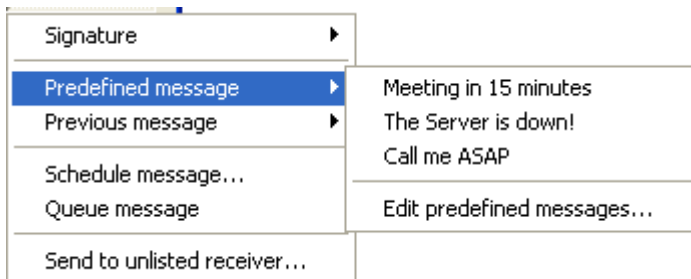 Signature
Predefined message
Previous message
Schedule message...
Queue message
Send to unlisted receiver...
Meeting in 15 minutes
The Server is down!
Call me ASAP
Edit predefined messages...